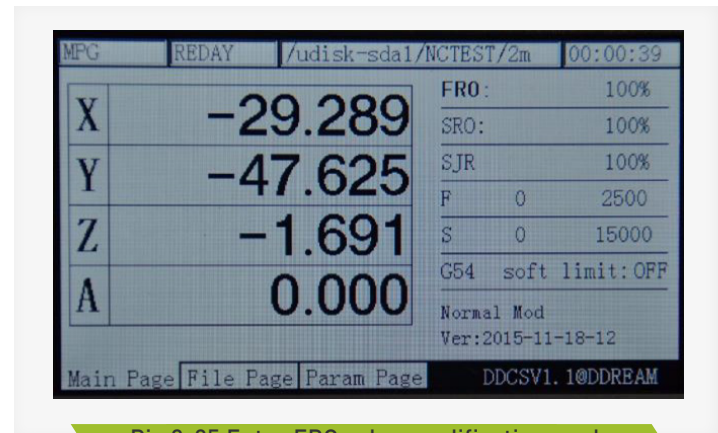 MPG REDAY /udisk-sda1/NCTEST/2m 00:00:39
X -29.289
Y -47.625
Z -1.691
A 0.000
FRO: 100%
SRO: 100%
SJR 100%
F 0 2500
S 0 15000
G54 soft limit:OFF
Normal Mod
Ver:2015-11-18-12
Main Page File Page Param Page DDCSV1.1@DDREAM